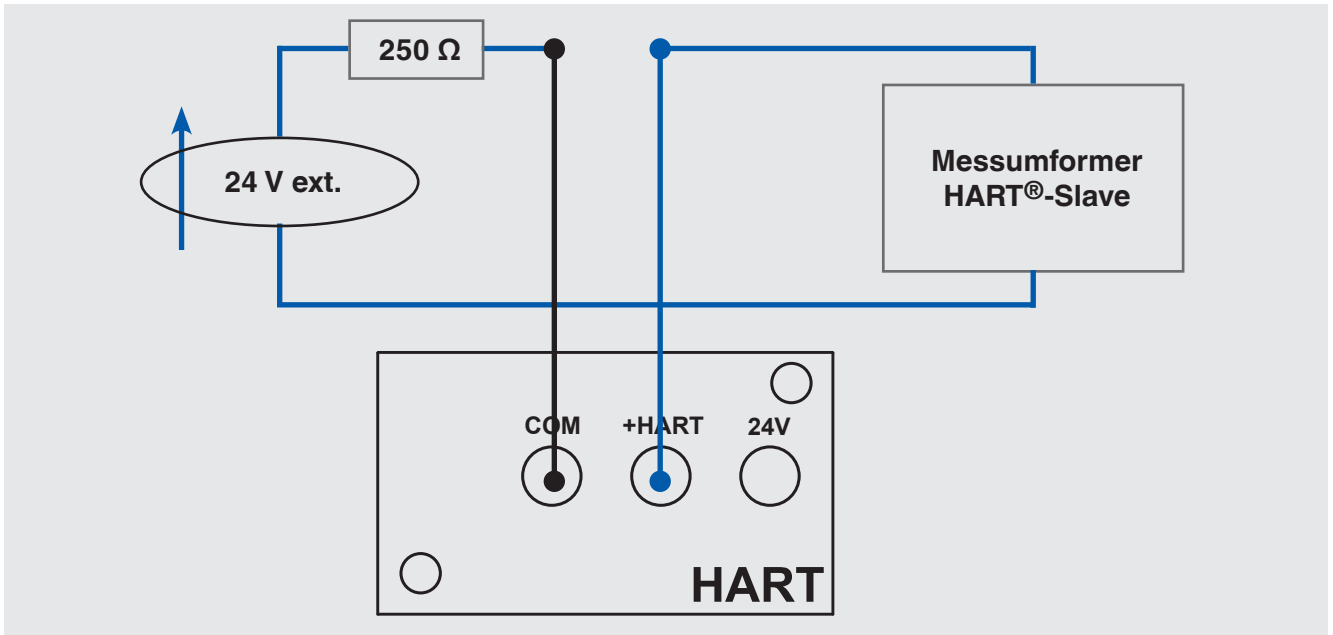 250 Ω
24 V ext.
Messumformer
HART®-Slave
COM +HART 24V
HART